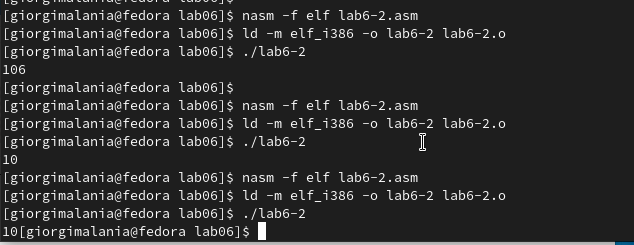 [giorgimalania@fedora lab06]$ nasm -f elf lab6-2.asm
[giorgimalania@fedora lab06]$ ld -m elf_i386 -o lab6-2 lab6-2.o
[giorgimalania@fedora lab06]$ ./lab6-2
106
[giorgimalania@fedora lab06]$
[giorgimalania@fedora lab06]$ nasm -f elf lab6-2.asm
[giorgimalania@fedora lab06]$ ld -m elf_i386 -o lab6-2 lab6-2.o
[giorgimalania@fedora lab06]$ ./lab6-2
10
[giorgimalania@fedora lab06]$ nasm -f elf lab6-2.asm
[giorgimalania@fedora lab06]$ ld -m elf_i386 -o lab6-2 lab6-2.o
[giorgimalania@fedora lab06]$ ./lab6-2
10[giorgimalania@fedora lab06]$